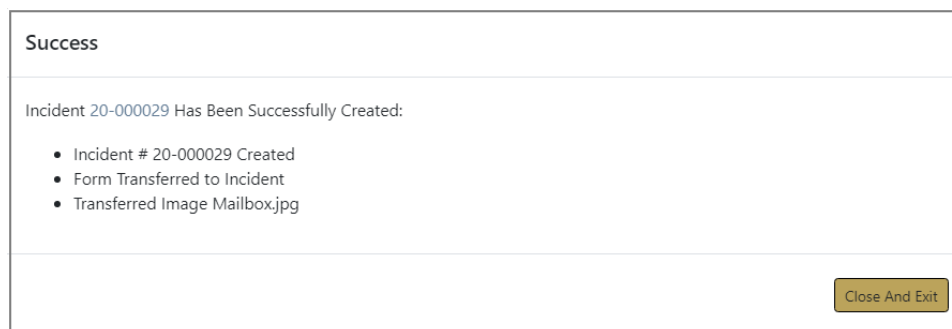 Success
Incident 20-000029 Has Been Successfully Created:
• Incident # 20-000029 Created
• Form Transferred to Incident
• Transferred Image Mailbox.jpg
Close And Exit